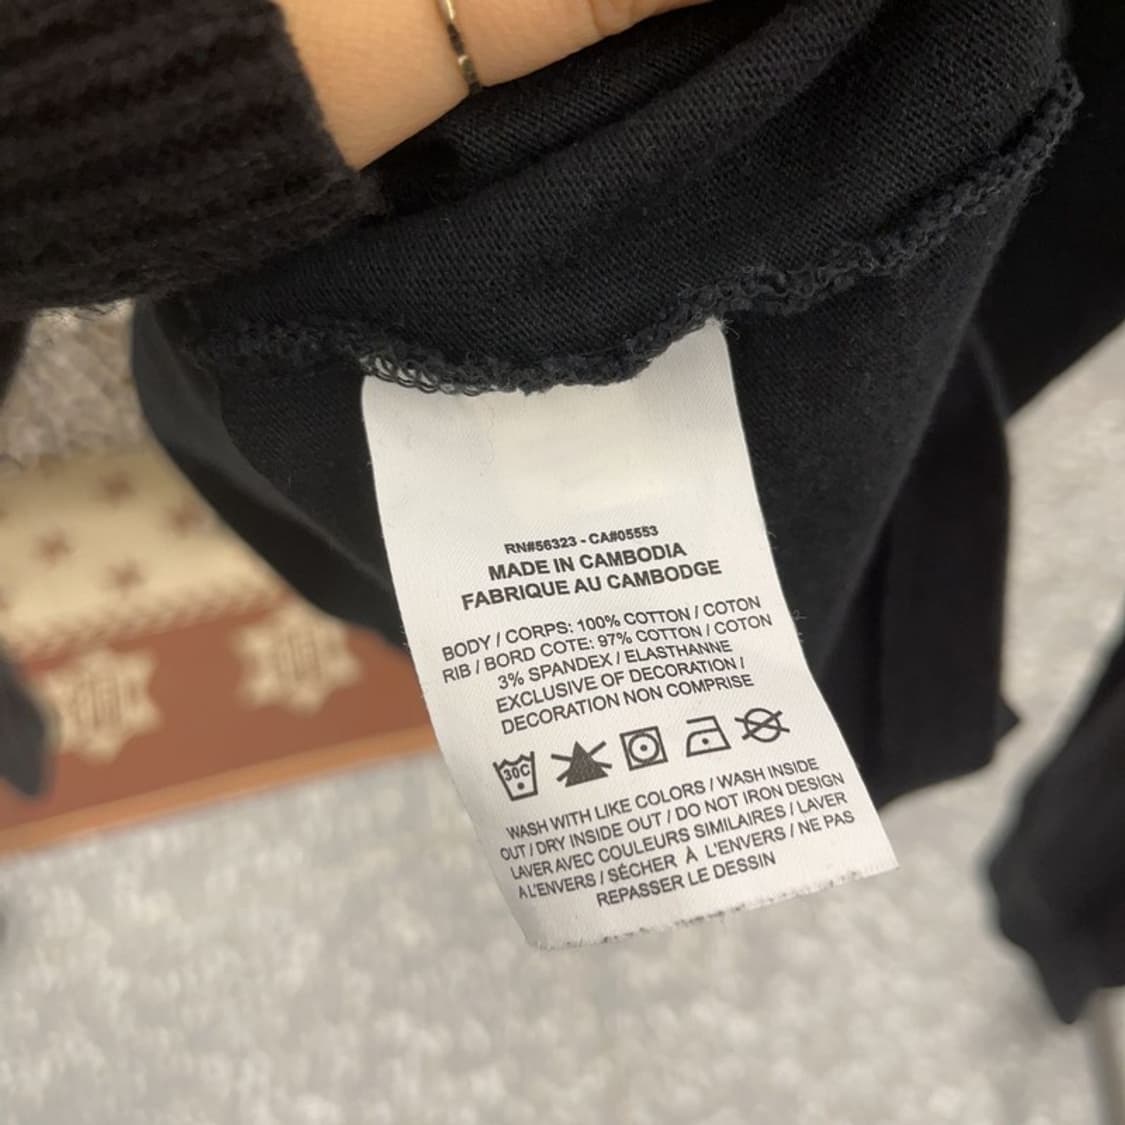 RN#56323 - CA#05553
MADE IN CAMBODIA
FABRIQUE AU CAMBODGE
BODY / CORPS: 100% COTTON / COTON
RIB / BORD COTE: 97% COTTON / COTON
3% SPANDEX / ELASTHANNE
EXCLUSIVE OF DECORATION /
DECORATION NON COMPRISE
30C
WASH WITH LIKE COLORS / WASH INSIDE
OUT / DRY INSIDE OUT / DO NOT IRON DESIGN
LAVER AVEC COULEURS SIMILAIRES / LAVER
A L'ENVERS / SÉCHER À L'ENVERS / NE PAS
REPASSER LE DESSIN